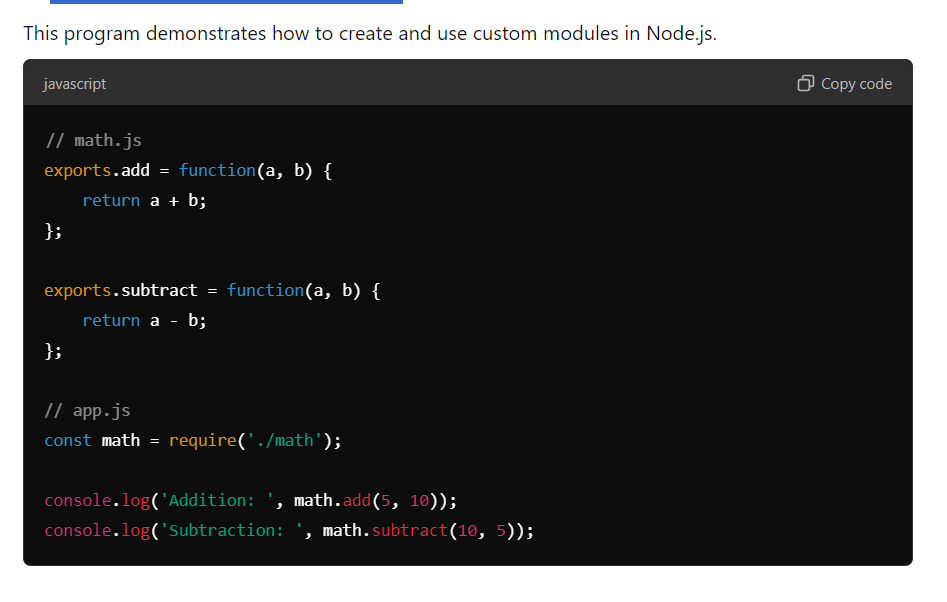 This program demonstrates how to create and use custom modules in Node.js.
javascript
Copy code
// math.js
exports.add = function(a, b) {
    return a + b;
};

exports.subtract = function(a, b) {
    return a - b;
};

// app.js
const math = require('./math');

console.log('Addition: ', math.add(5, 10));
console.log('Subtraction: ', math.subtract(10, 5));